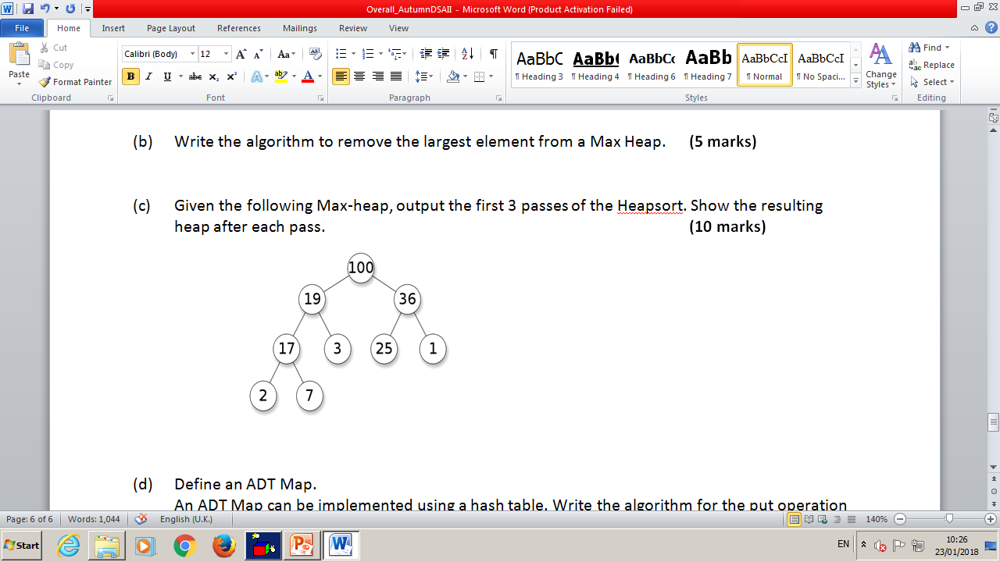 Overall_AutumnDSAII - Microsoft Word (Product Activation Failed)
File Home Insert Page Layout References Mailings Review View
Paste
Cut
Copy
Format Painter
Clipboard
Calibri (Body) 12
Font
Paragraph
AaBbC AaBb( AaBbCc AaBb AaBbCcI AaBbCcI
¶ Heading 3 ¶ Heading 4 ¶ Heading 6 ¶ Heading 7 ¶ Normal ¶ No Spaci...
Change
Styles
Styles
Find
Replace
Select
Editing
(b) Write the algorithm to remove the largest element from a Max Heap. (5 marks)
(c) Given the following Max-heap, output the first 3 passes of the Heapsort. Show the resulting
heap after each pass. (10 marks)
100
19 36
17 3 25 1
2 7
(d) Define an ADT Map.
An ADT Map can be implemented using a hash table. Write the algorithm for the put operation
Page: 6 of 6 Words: 1,044 English (U.K.) 140%
Start EN 10:26
23/01/2018